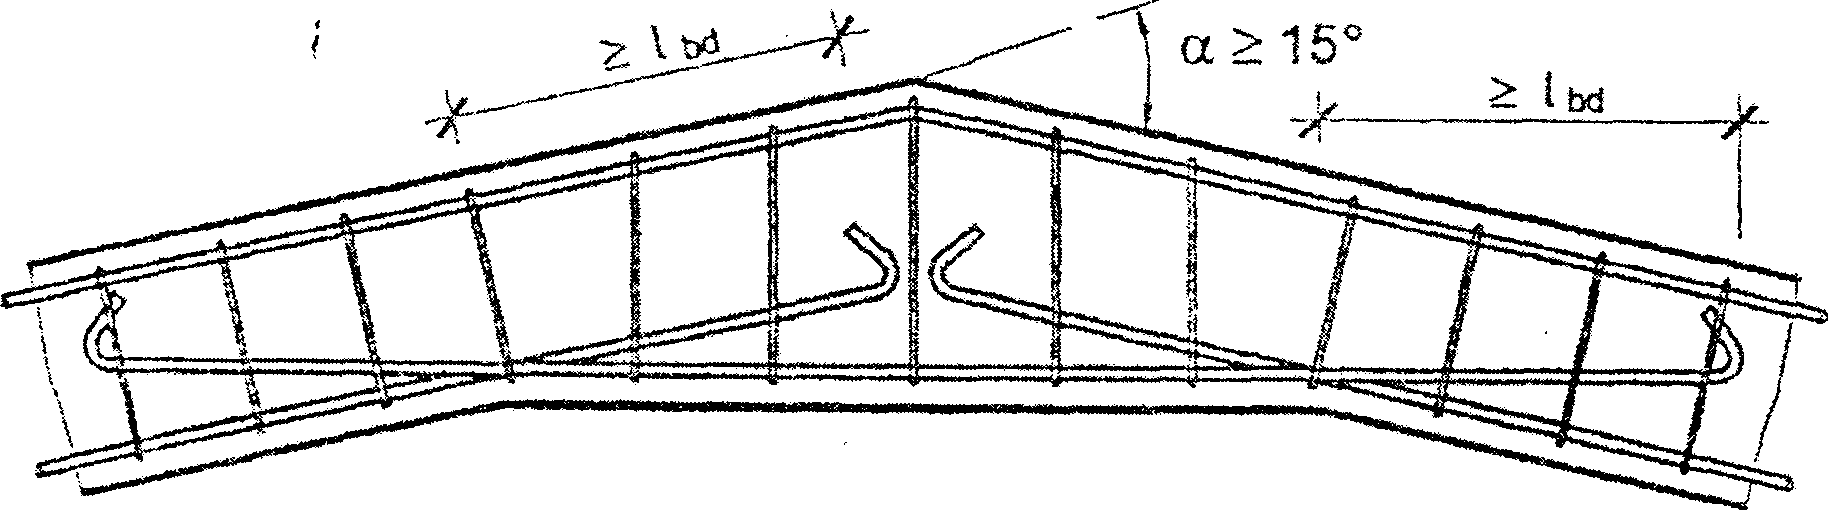 i
≥ l bd
α ≥ 15°
≥ l bd